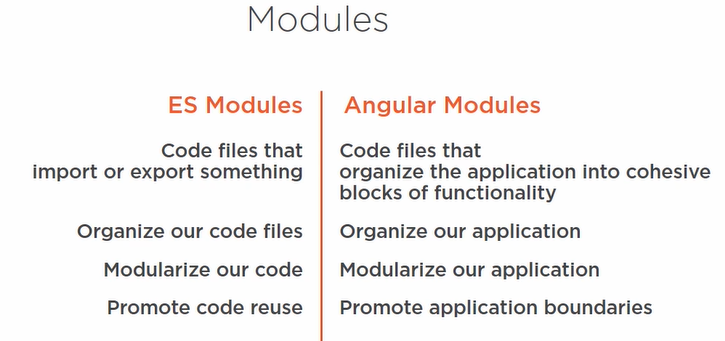 Modules
ES Modules
Code files that
import or export something
Organize our code files
Modularize our code
Promote code reuse
Angular Modules
Code files that
organize the application into cohesive
blocks of functionality
Organize our application
Modularize our application
Promote application boundaries